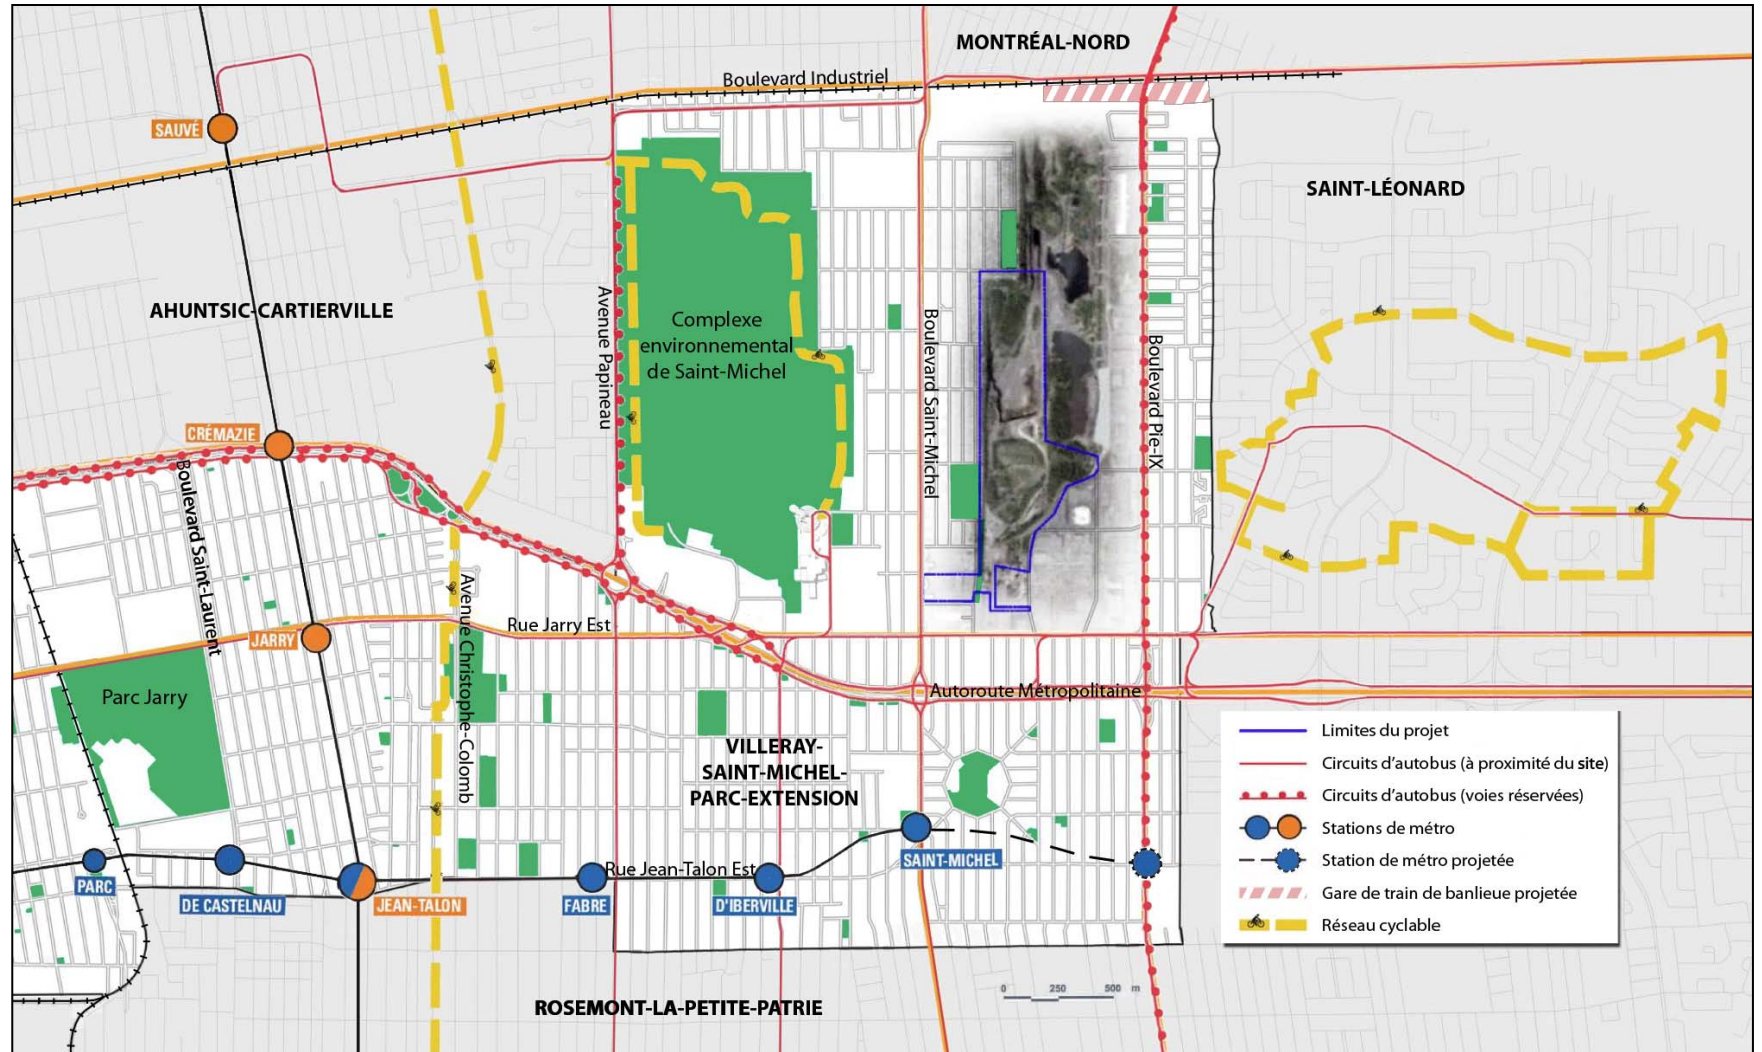 MONTRÉAL-NORD
Boulevard Industriel
SAUVÉ
SAINT-LÉONARD
AHUNTSIC-CARTIERVILLE
Avenue Papineau
Complexe
environnemental
de Saint-Michel
Boulevard Saint-Michel
Boulevard Pie-IX
CRÉMAZIE
Boulevard Saint-Laurent
Avenue Christophe-Colomb
Rue Jarry Est
JARRY
Parc Jarry
Autoroute Métropolitaine
VILLERAY-
SAINT-MICHEL-
PARC-EXTENSION
Limites du projet
Circuits d'autobus (à proximité du site)
Circuits d'autobus (voies réservées)
Stations de métro
Station de métro projetée
Gare de train de banlieue projetée
Réseau cyclable
SAINT-MICHEL
Rue Jean-Talon Est
PARC
DE CASTELNAU
JEAN-TALON
FABRE
D'IBERVILLE
0 250 500 m
ROSEMONT-LA-PETITE-PATRIE